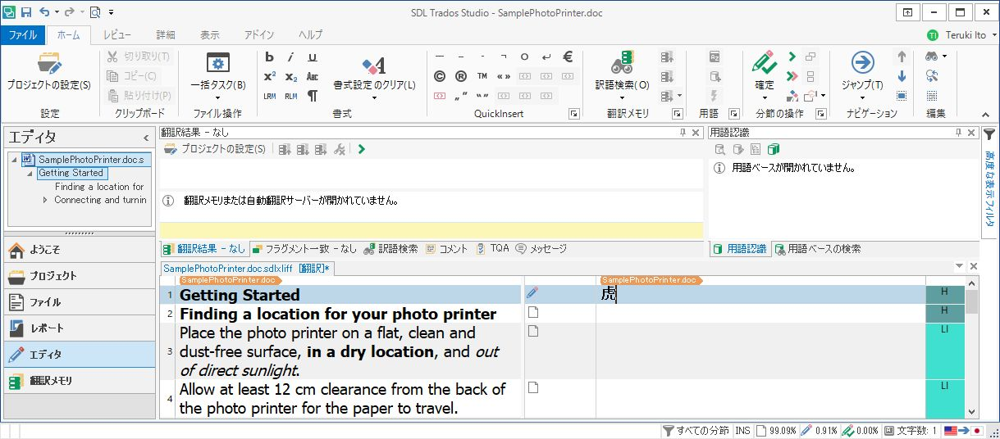 SDL Trados Studio - SamplePhotoPrinter.doc
ファイル ホーム レビュー 詳細 表示 アドイン ヘルプ
TI Teruki Ito
プロジェクトの設定(S)
設定
切り取り(T)
コピー(C)
貼り付け(P)
クリップボード
一括タスク(B)
ファイル操作
b i u
x² x₂ ABC
LRM RLM ¶
書式設定のクリア(L)
書式
— – - ¬ o ↵ €
© ® TM «»
„ " “”
QuickInsert
訳語検索(O)
翻訳メモリ
用語
確定
分節の操作
ジャンプ(T)
ナビゲーション
編集
エディタ
SamplePhotoPrinter.doc.s
Getting Started
Finding a location for
Connecting and turnin
ようこそ
プロジェクト
ファイル
レポート
エディタ
翻訳メモリ
翻訳結果 - なし
プロジェクトの設定(S)
翻訳メモリまたは自動翻訳サーバーが開かれていません。
翻訳結果 - なし フラグメント一致 - なし 訳語検索 コメント TQA メッセージ
用語認識
用語ベースが開かれていません。
用語認識 用語ベースの検索
高度な表示フィルタ
SamplePhotoPrinter.doc.sdlxliff [翻訳]*
SamplePhotoPrinter.doc SamplePhotoPrinter.doc
1 Getting Started 虎 H
2 Finding a location for your photo printer H
Place the photo printer on a flat, clean and LI
3 dust-free surface, in a dry location, and out
of direct sunlight.
Allow at least 12 cm clearance from the back of LI
4 the photo printer for the paper to travel.
すべての分節 INS 99.09% 0.91% 0.00% 文字数: 1